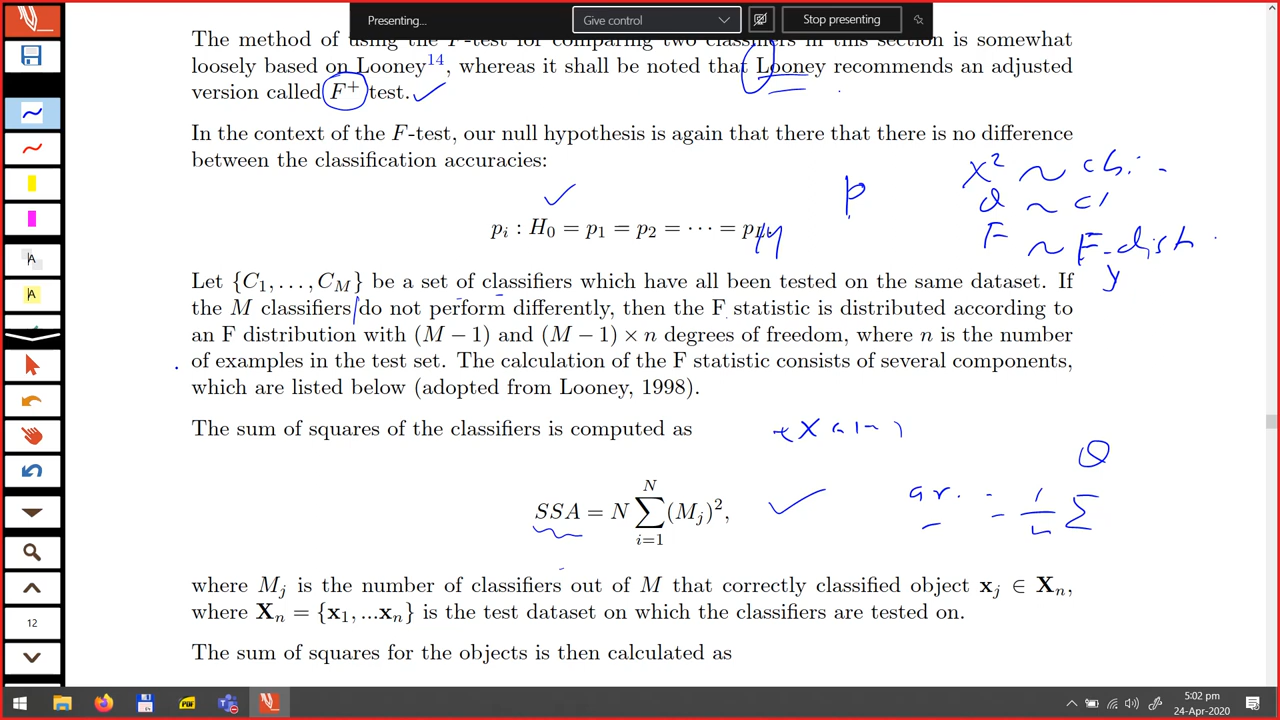 Presenting...
Give control
Stop presenting
The method of using the F-test for comparing two classifiers in this section is somewhat
loosely based on Looney14, whereas it shall be noted that Looney recommends an adjusted
version called F+ test.
In the context of the F-test, our null hypothesis is again that there that there is no difference
between the classification accuracies:
p
x² ~ chi
Q ~ ch
F ~ F-dist
pi : H0 = p1 = p2 = ··· = pL.
M
Let {C1, . . . , CM} be a set of classifiers which have all been tested on the same dataset. If
the M classifiers do not perform differently, then the F statistic is distributed according to
an F distribution with (M − 1) and (M − 1) × n degrees of freedom, where n is the number
of examples in the test set. The calculation of the F statistic consists of several components,
which are listed below (adopted from Looney, 1998).
The sum of squares of the classifiers is computed as
SSA = N ∑_{i=1}^{N} (Mj)²,
where Mj is the number of classifiers out of M that correctly classified object xj ∈ Xn,
where Xn = {x1, ...xn} is the test dataset on which the classifiers are tested on.
The sum of squares for the objects is then calculated as
A
A
12
5:02 pm
24-Apr-2020